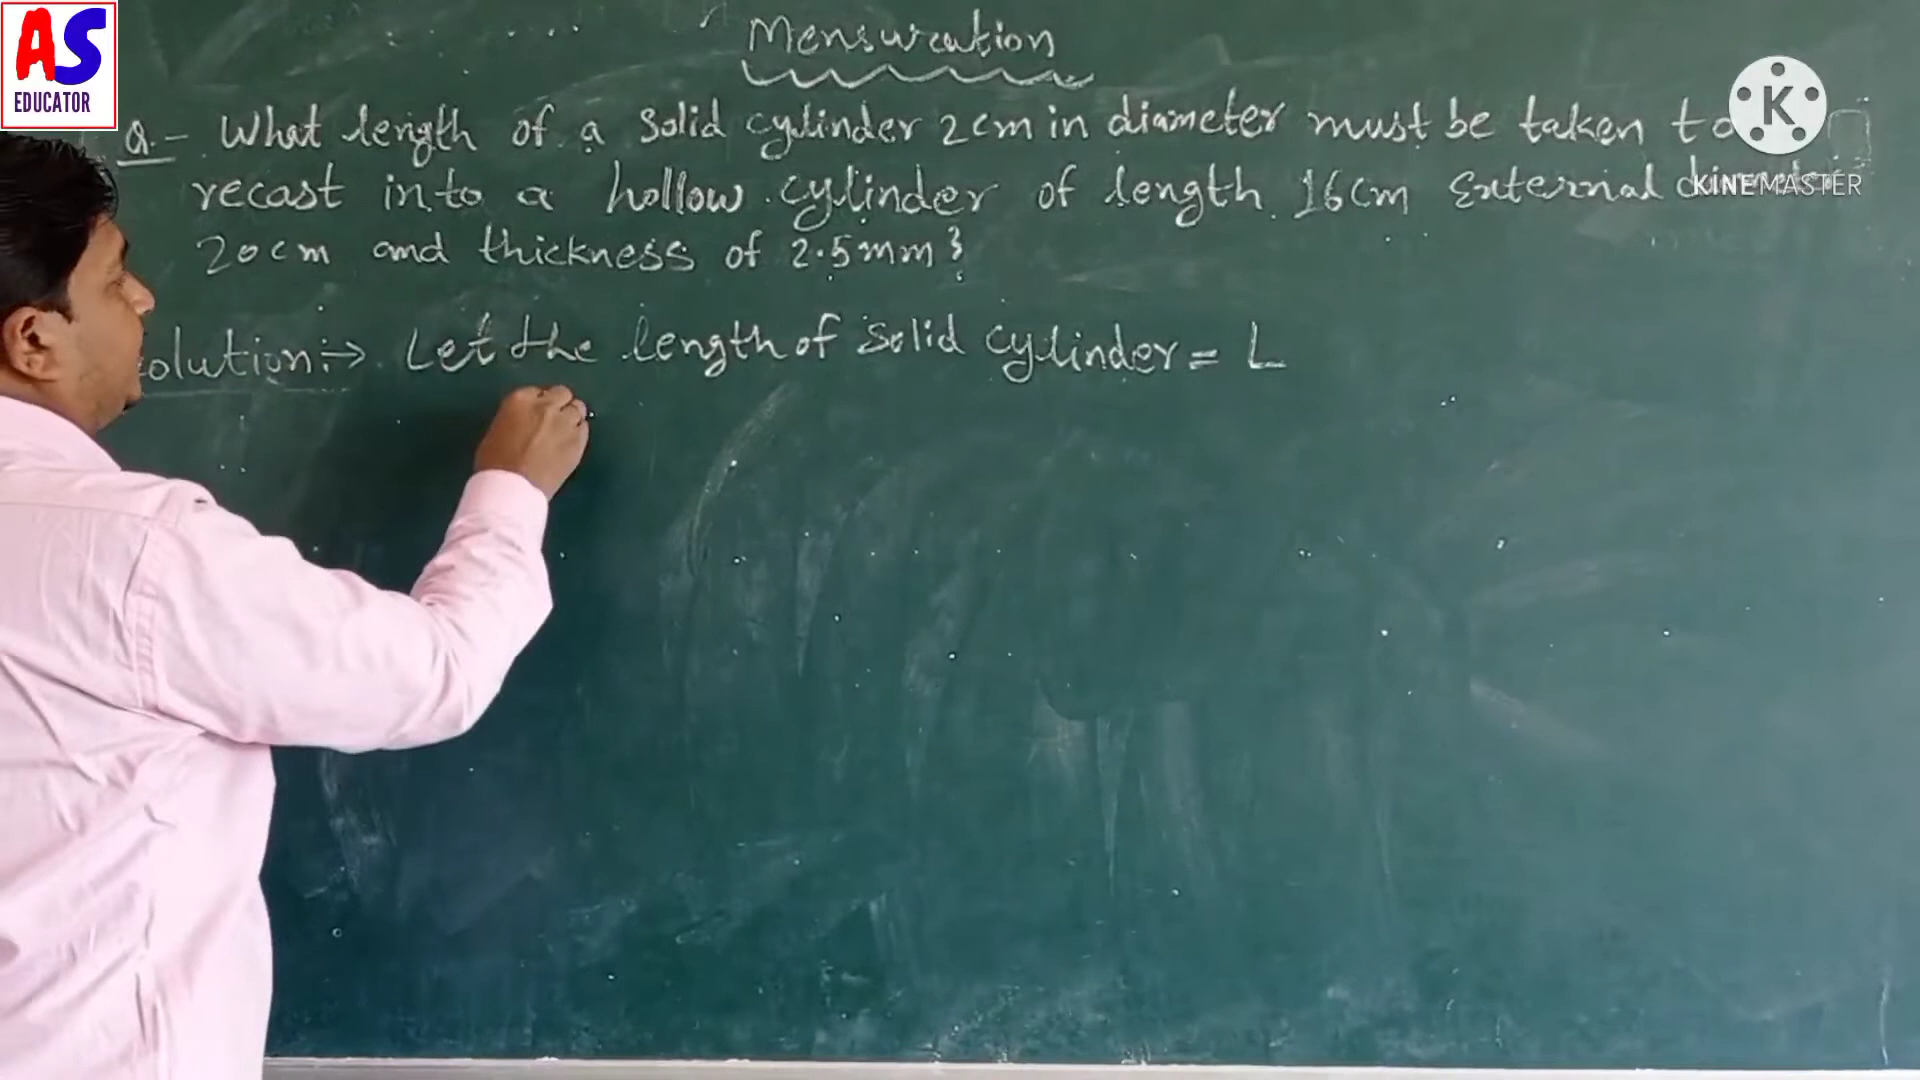 AS
EDUCATOR
Mensuration
Q.- What length of a solid cylinder 2cm in diameter must be taken to
recast into a hollow cylinder of length 16cm External
20cm and thickness of 2.5mm?
K
KINEMASTER
olution:→ Let the length of solid cylinder = L